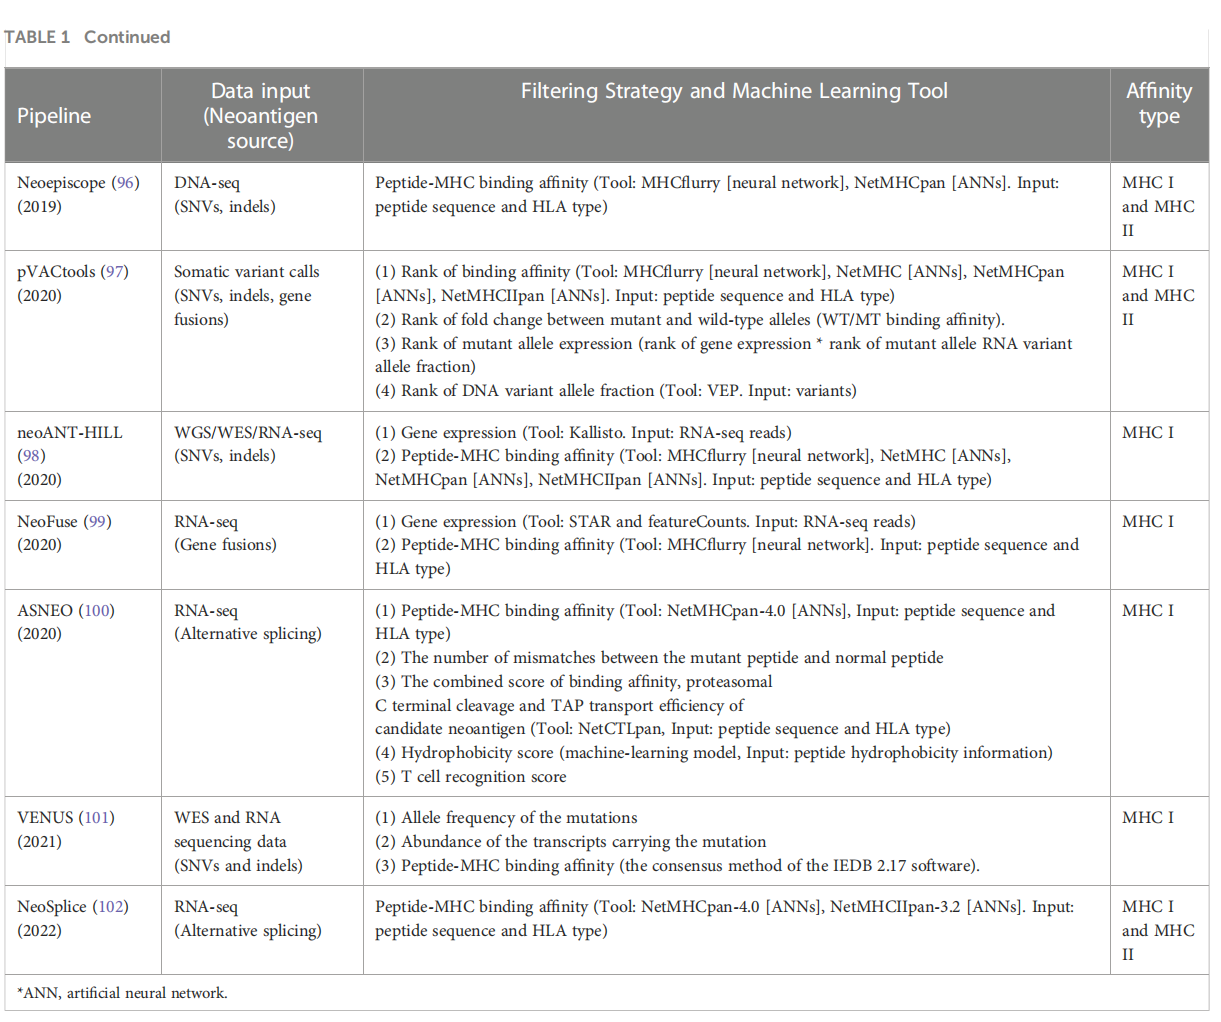 TABLE 1 Continued
Pipeline
Data input
(Neoantigen
source)
Filtering Strategy and Machine Learning Tool
Affinity
type
Neoepiscope (96)
(2019)
DNA-seq
(SNVs, indels)
Peptide-MHC binding affinity (Tool: MHCflurry [neural network], NetMHCpan [ANNs]. Input:
peptide sequence and HLA type)
MHC I
and MHC
II
pVACtools (97)
(2020)
Somatic variant calls
(SNVs, indels, gene
fusions)
(1) Rank of binding affinity (Tool: MHCflurry [neural network], NetMHC [ANNs], NetMHCpan
[ANNs], NetMHCIIpan [ANNs]. Input: peptide sequence and HLA type)
(2) Rank of fold change between mutant and wild-type alleles (WT/MT binding affinity).
(3) Rank of mutant allele expression (rank of gene expression * rank of mutant allele RNA variant
allele fraction)
(4) Rank of DNA variant allele fraction (Tool: VEP. Input: variants)
MHC I
and MHC
II
neoANT-HILL
(98)
(2020)
WGS/WES/RNA-seq
(SNVs, indels)
(1) Gene expression (Tool: Kallisto. Input: RNA-seq reads)
(2) Peptide-MHC binding affinity (Tool: MHCflurry [neural network], NetMHC [ANNs],
NetMHCpan [ANNs], NetMHCIIpan [ANNs]. Input: peptide sequence and HLA type)
MHC I
NeoFuse (99)
(2020)
RNA-seq
(Gene fusions)
(1) Gene expression (Tool: STAR and featureCounts. Input: RNA-seq reads)
(2) Peptide-MHC binding affinity (Tool: MHCflurry [neural network]. Input: peptide sequence and
HLA type)
MHC I
ASNEO (100)
(2020)
RNA-seq
(Alternative splicing)
(1) Peptide-MHC binding affinity (Tool: NetMHCpan-4.0 [ANNs], Input: peptide sequence and
HLA type)
(2) The number of mismatches between the mutant peptide and normal peptide
(3) The combined score of binding affinity, proteasomal
C terminal cleavage and TAP transport efficiency of
candidate neoantigen (Tool: NetCTLpan, Input: peptide sequence and HLA type)
(4) Hydrophobicity score (machine-learning model, Input: peptide hydrophobicity information)
(5) T cell recognition score
MHC I
VENUS (101)
(2021)
WES and RNA
sequencing data
(SNVs and indels)
(1) Allele frequency of the mutations
(2) Abundance of the transcripts carrying the mutation
(3) Peptide-MHC binding affinity (the consensus method of the IEDB 2.17 software).
MHC I
NeoSplice (102)
(2022)
RNA-seq
(Alternative splicing)
Peptide-MHC binding affinity (Tool: NetMHCpan-4.0 [ANNs], NetMHCIIpan-3.2 [ANNs]. Input:
peptide sequence and HLA type)
MHC I
and MHC
II
*ANN, artificial neural network.